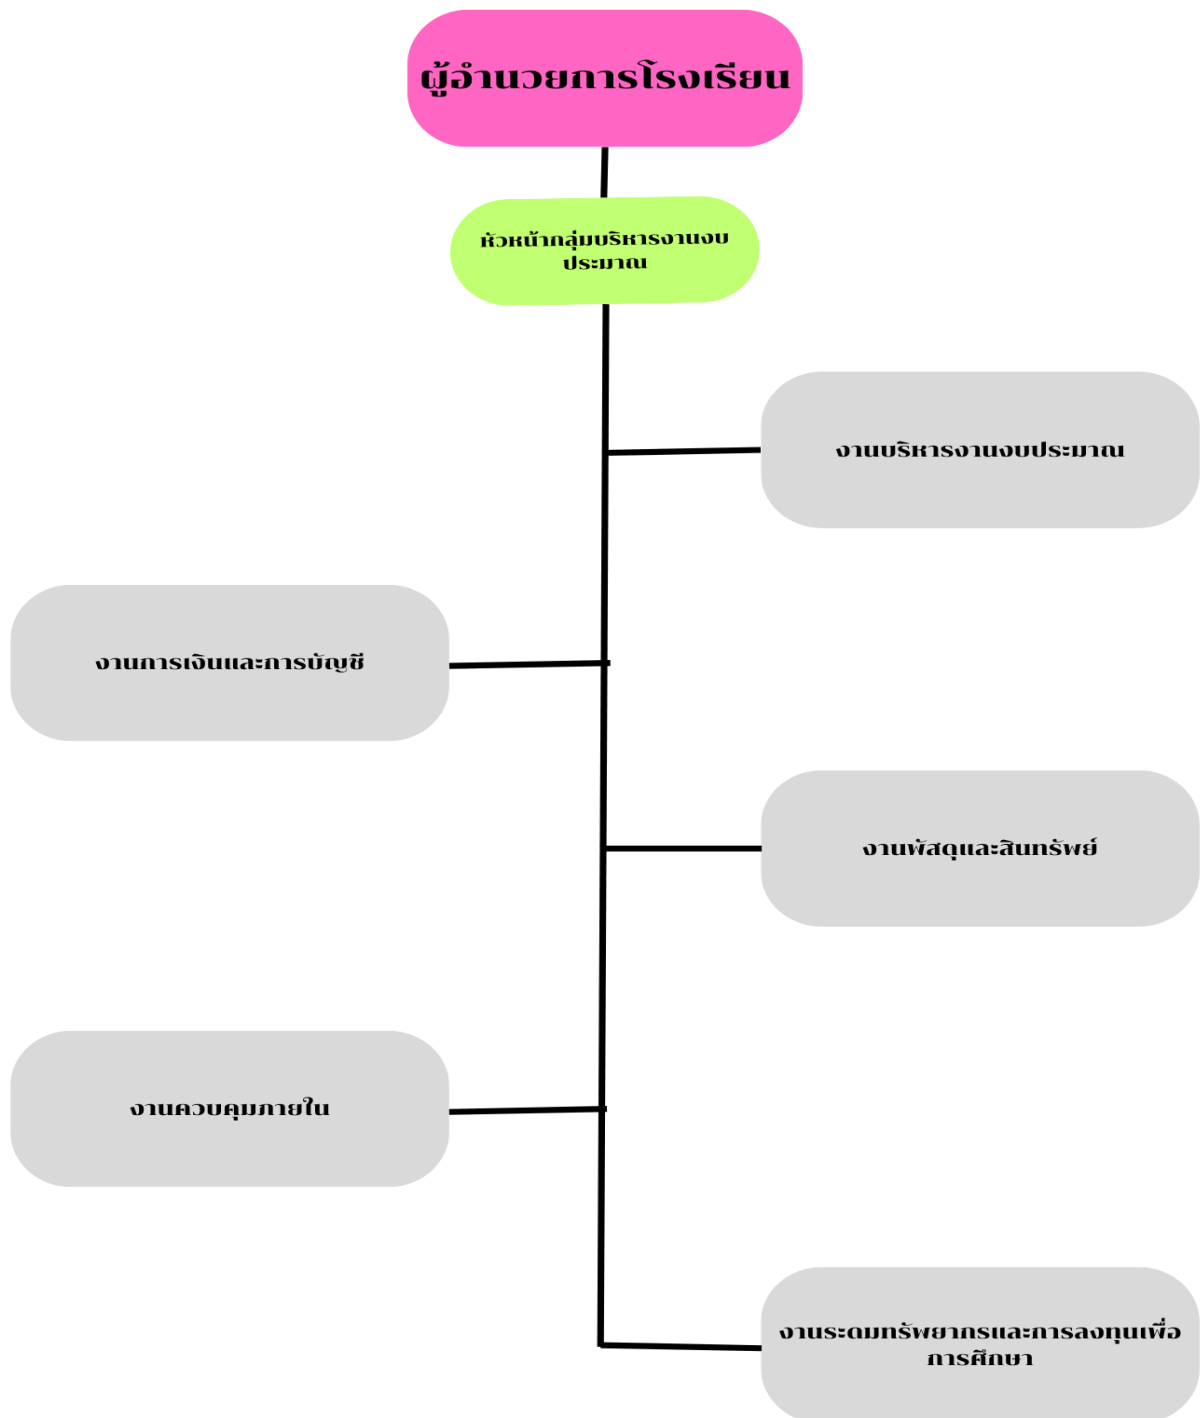 ผู้อำนวยการโรงเรียน
หัวหน้ากลุ่มบริหารงานงบ
ประมาณ
งานบริหารงานงบประมาณ
งานการเงินและการบัญชี
งานพัสดุและสินทรัพย์
งานควบคุมภายใน
งานระดมทรัพยากรและการลงทุนเพื่อ
การศึกษา